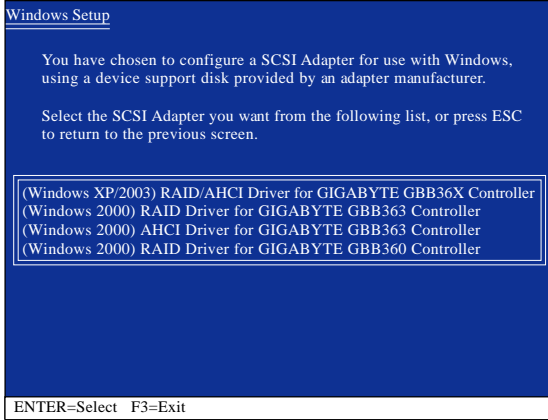 Windows Setup
You have chosen to configure a SCSI Adapter for use with Windows,
using a device support disk provided by an adapter manufacturer.
Select the SCSI Adapter you want from the following list, or press ESC
to return to the previous screen.
(Windows XP/2003) RAID/AHCI Driver for GIGABYTE GBB36X Controller
(Windows 2000) RAID Driver for GIGABYTE GBB363 Controller
(Windows 2000) AHCI Driver for GIGABYTE GBB363 Controller
(Windows 2000) RAID Driver for GIGABYTE GBB360 Controller
ENTER=Select F3=Exit